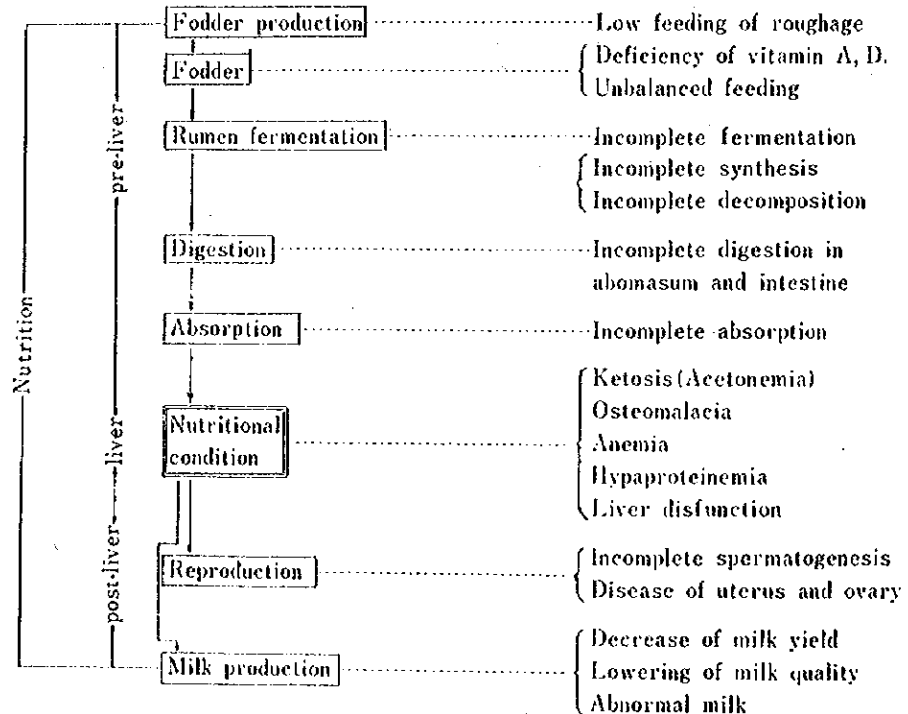 Fodder production
Low feeding of roughage
Fodder
Deficiency of vitamin A, D.
Unbalanced feeding
Rumen fermentation
Incomplete fermentation
Incomplete synthesis
Incomplete decomposition
Digestion
Incomplete digestion in
abomasum and intestine
Absorption
Incomplete absorption
Nutritional
condition
Ketosis(Acetonemia)
Osteomalacia
Anemia
Hypaproteinemia
Liver disfunction
Reproduction
Incomplete spermatogenesis
Disease of uterus and ovary
Milk production
Decrease of milk yield
Lowering of milk quality
Abnormal milk
Nutrition
pre-liver
liver
post-liver